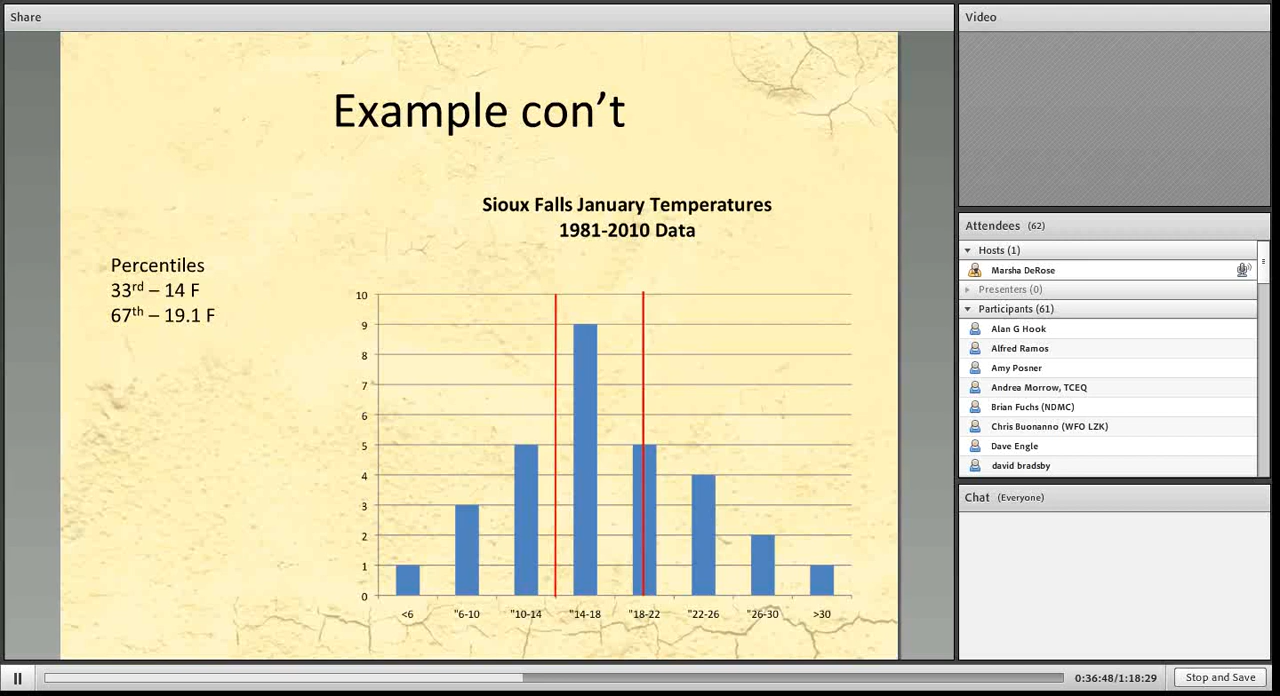 Share
Example con’t
Sioux Falls January Temperatures
1981-2010 Data
Percentiles
33rd – 14 F
67th – 19.1 F
10
9
8
7
6
5
4
3
2
1
0
<6
"6-10
"10-14
"14-18
"18-22
"22-26
"26-30
>30
Video
Attendees (62)
Hosts (1)
Marsha DeRose
Presenters (0)
Participants (61)
Alan G Hook
Alfred Ramos
Amy Posner
Andrea Morrow, TCEQ
Brian Fuchs (NDMC)
Chris Buonanno (WFO LZK)
Dave Engle
david bradsby
Chat (Everyone)
0:36:48/1:18:29
Stop and Save